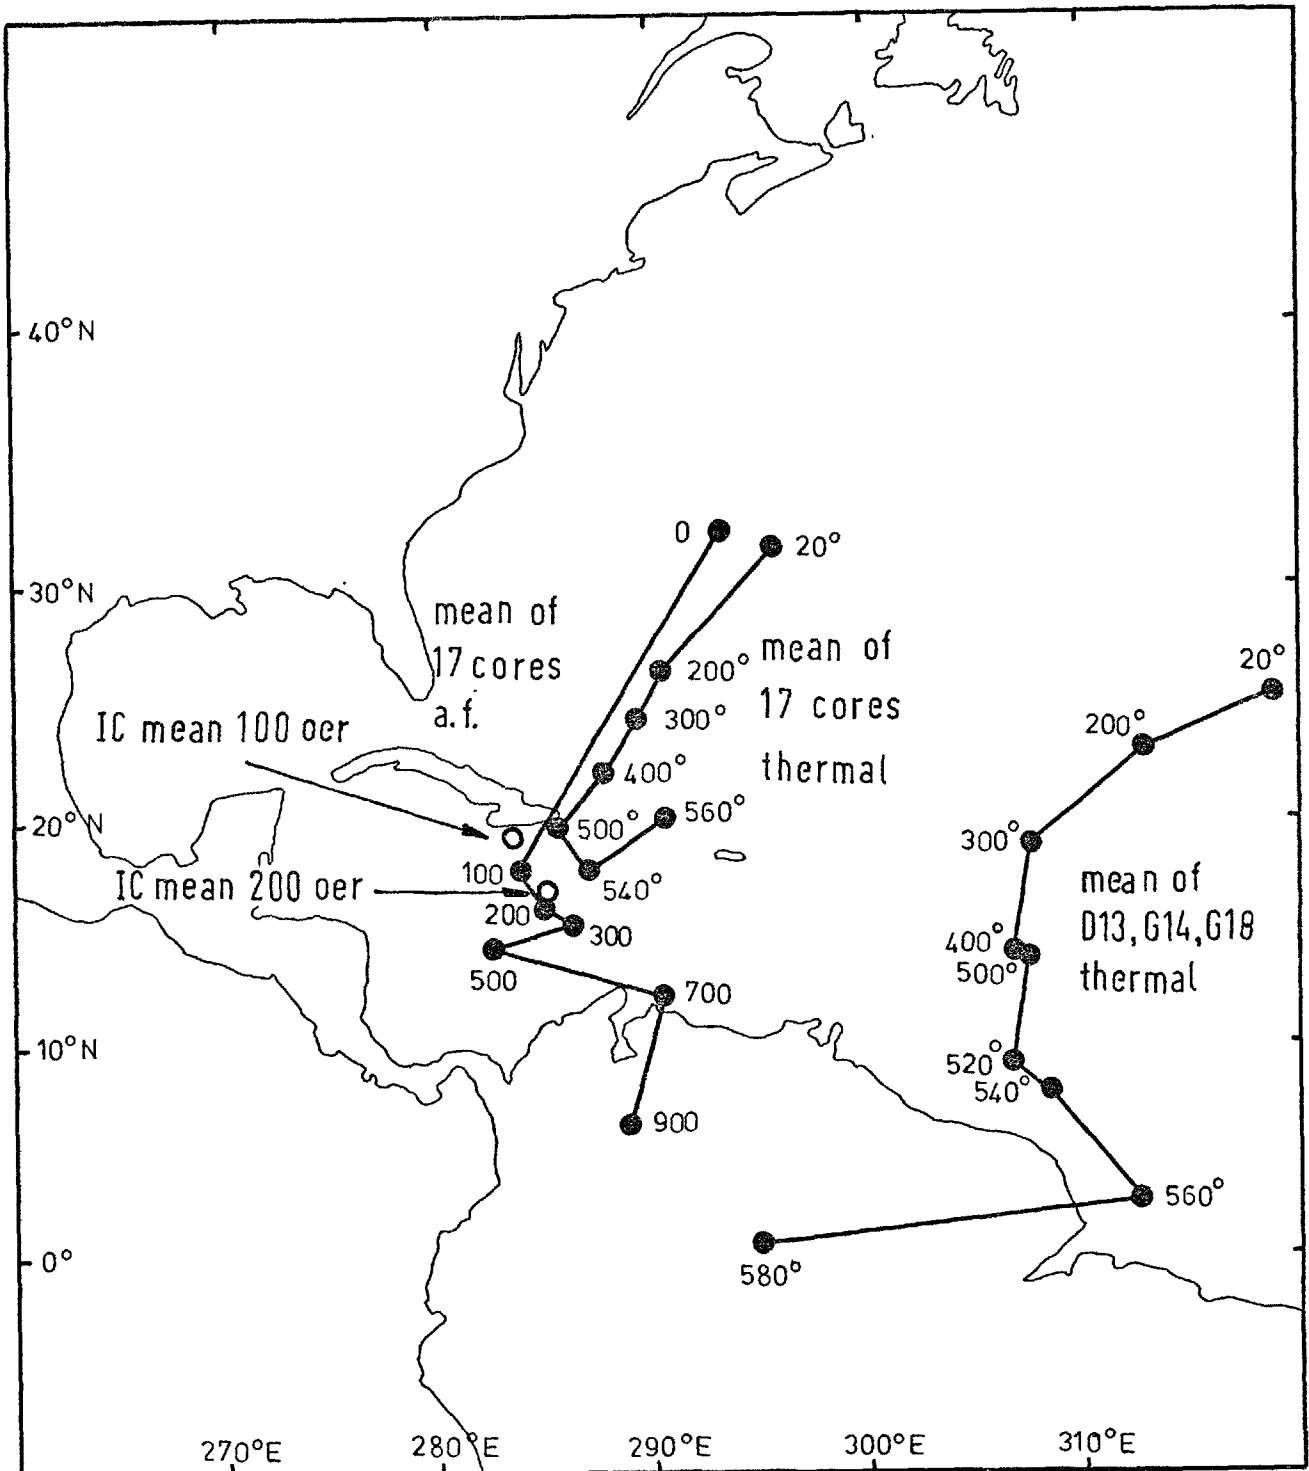 40°N
0
20°
30°N
mean of
17 cores
a.f.
mean of
17 cores
thermal
200°
300°
400°
20°
200°
IC mean 100 oer
20°N
500°
560°
300°
100
540°
IC mean 200 oer
200
300
mean of
D13, G14, G18
thermal
400°
500°
500
700
10°N
520°
540°
900
560°
0°
580°
270°E
280°E
290°E
300°E
310°E